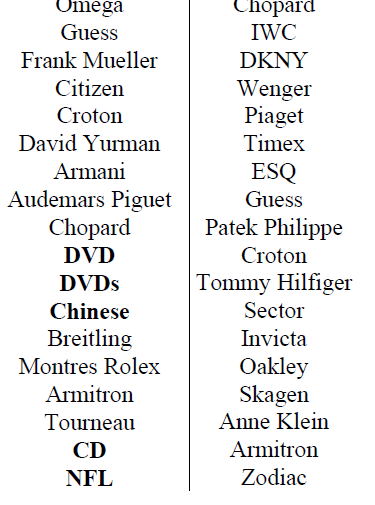 Omega
Guess
Frank Mueller
Citizen
Croton
David Yurman
Armani
Audemars Piguet
Chopard
DVD
DVDs
Chinese
Breitling
Montres Rolex
Armitron
Tourneau
CD
NFL
Chopard
IWC
DKNY
Wenger
Piaget
Timex
ESQ
Guess
Patek Philippe
Croton
Tommy Hilfiger
Sector
Invicta
Oakley
Skagen
Anne Klein
Armitron
Zodiac